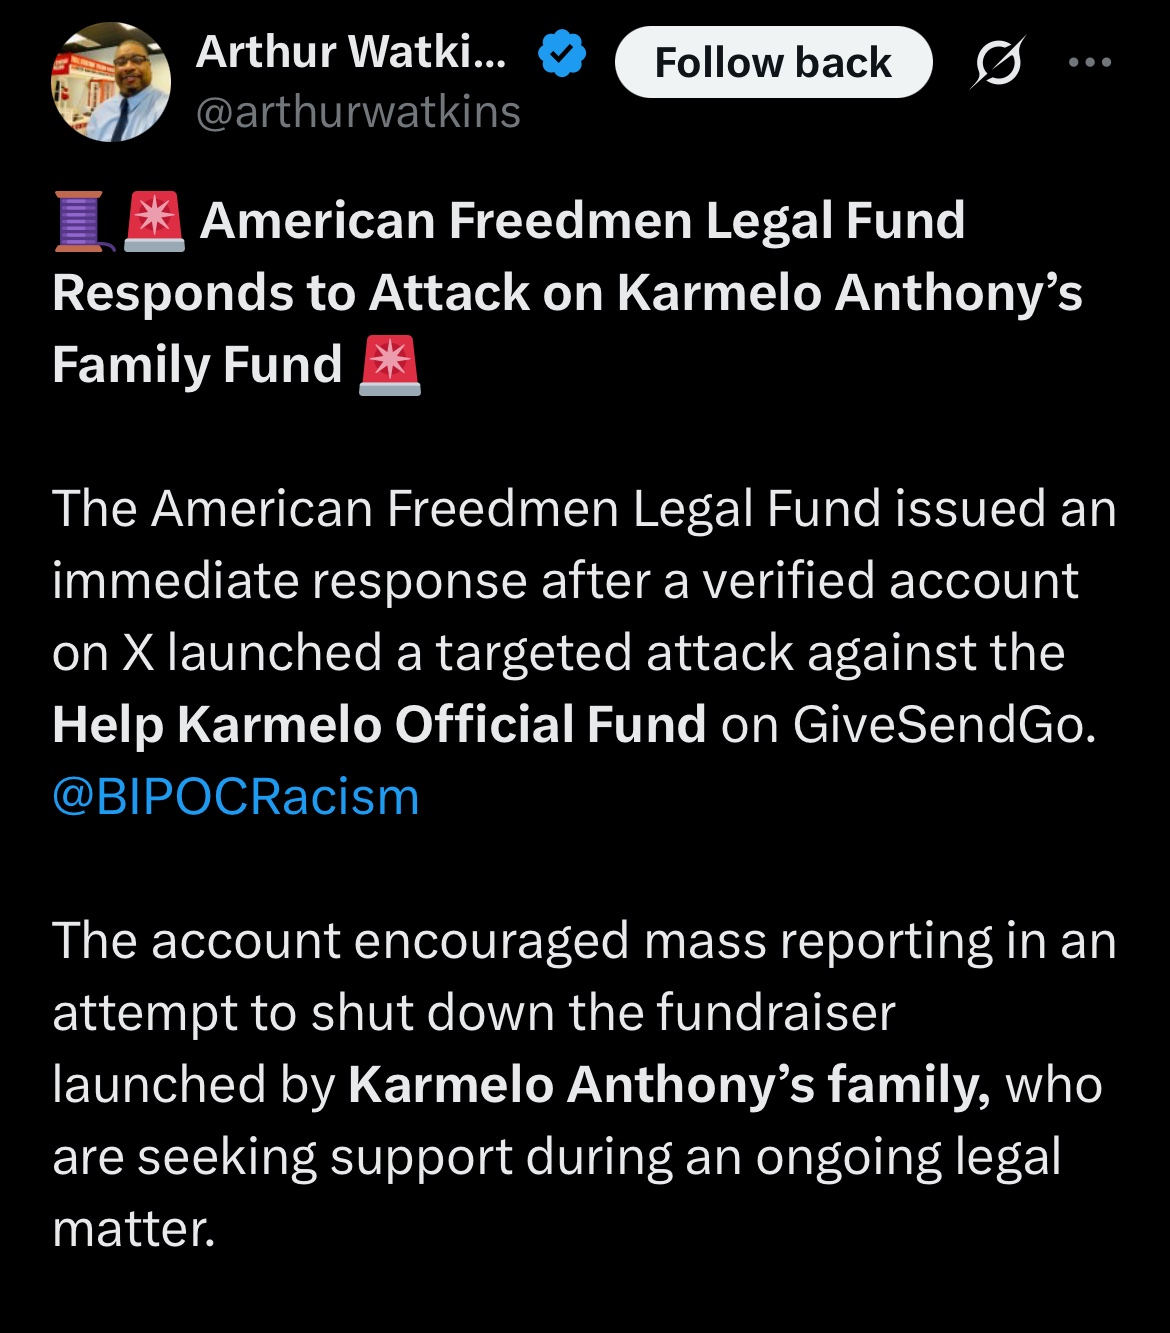 Arthur Watki...
Follow back
@arthurwatkins
🧵🚨 American Freedmen Legal Fund
Responds to Attack on Karmelo Anthony’s
Family Fund 🚨
The American Freedmen Legal Fund issued an
immediate response after a verified account
on X launched a targeted attack against the
Help Karmelo Official Fund on GiveSendGo.
@BIPOCRacism
The account encouraged mass reporting in an
attempt to shut down the fundraiser
launched by Karmelo Anthony’s family, who
are seeking support during an ongoing legal
matter.